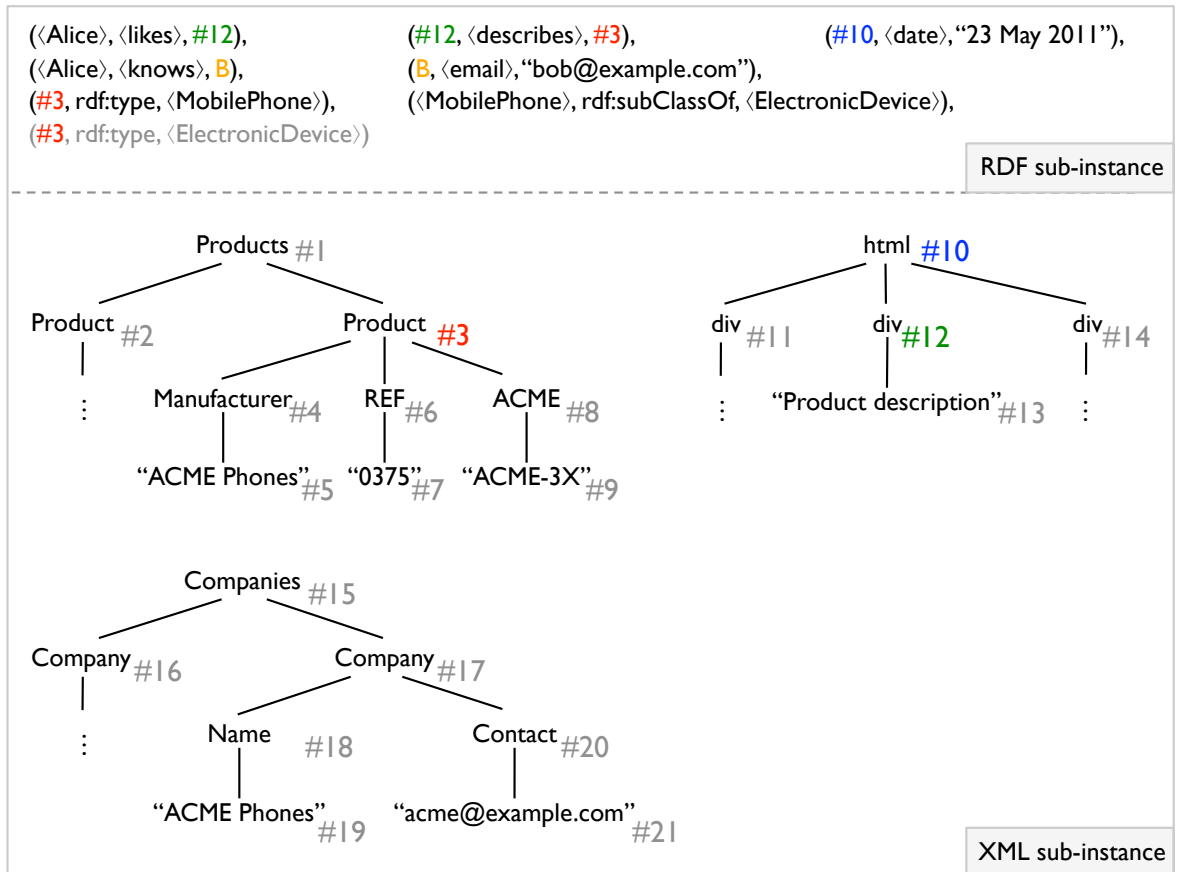 (⟨Alice⟩, ⟨likes⟩, #12), (#12, ⟨describes⟩, #3), (#10, ⟨date⟩,“23 May 2011”),
(⟨Alice⟩, ⟨knows⟩, B), (B, ⟨email⟩,“bob@example.com”),
(#3, rdf:type, ⟨MobilePhone⟩), (⟨MobilePhone⟩, rdf:subClassOf, ⟨ElectronicDevice⟩),
(#3, rdf:type, ⟨ElectronicDevice⟩)
RDF sub-instance
Products #1 html #10
Product #2 Product #3 div #11 div #12 div #14
Manufacturer #4 REF #6 ACME #8 “Product description” #13
⋮ ⋮ ⋮
“ACME Phones” #5 “0375” #7 “ACME-3X” #9
Companies #15
Company #16 Company #17
⋮ Name #18 Contact #20
“ACME Phones” #19 “acme@example.com” #21
XML sub-instance